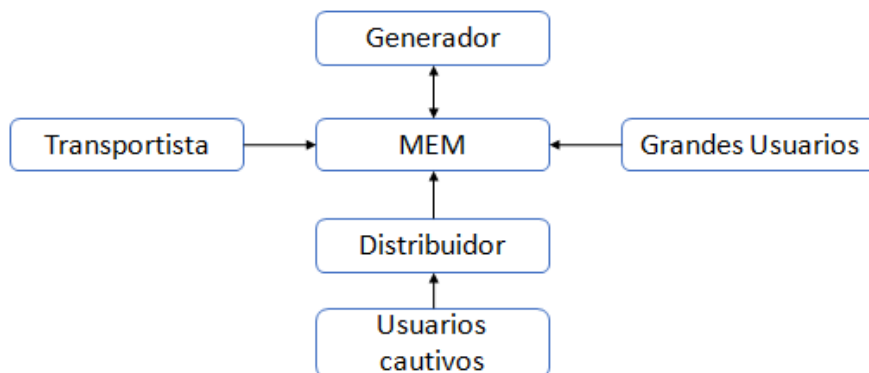 Generador
Transportista
MEM
Grandes Usuarios
Distribuidor
Usuarios
cautivos